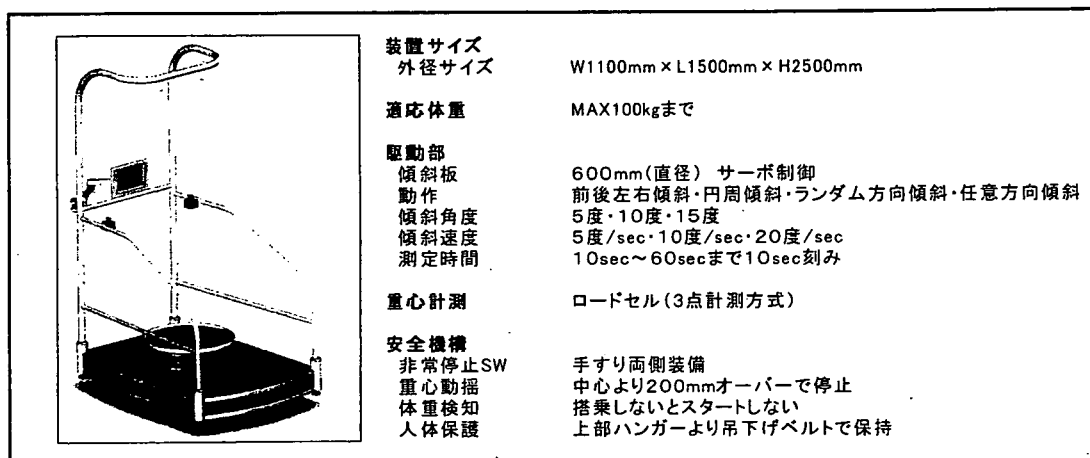 装置サイズ
外径サイズ W1100mm×L1500mm×H2500mm
適応体重 MAX100kgまで
駆動部
傾斜板 600mm(直径) サーボ制御
動作 前後左右傾斜・円周傾斜・ランダム方向傾斜・任意方向傾斜
傾斜角度 5度・10度・15度
傾斜速度 5度/sec・10度/sec・20度/sec
測定時間 10sec～60secまで10sec刻み
重心計測 ロードセル(3点計測方式)
安全機構
非常停止SW 手すり両側装備
重心動揺 中心より200mmオーバーで停止
体重検知 搭乗しないとスタートしない
人体保護 上部ハンガーより吊下げベルトで保持